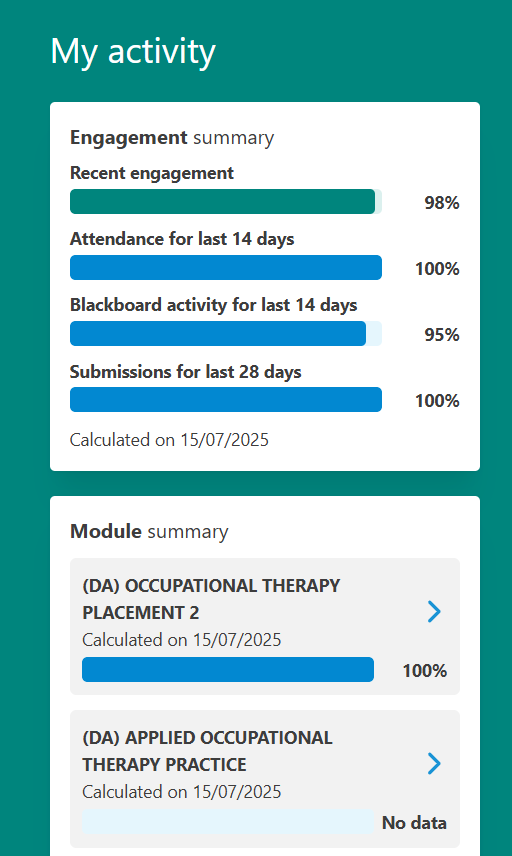 My activity
Engagement summary
Recent engagement
98%
Attendance for last 14 days
100%
Blackboard activity for last 14 days
95%
Submissions for last 28 days
100%
Calculated on 15/07/2025
Module summary
(DA) OCCUPATIONAL THERAPY
PLACEMENT 2
Calculated on 15/07/2025
100%
(DA) APPLIED OCCUPATIONAL
THERAPY PRACTICE
Calculated on 15/07/2025
No data